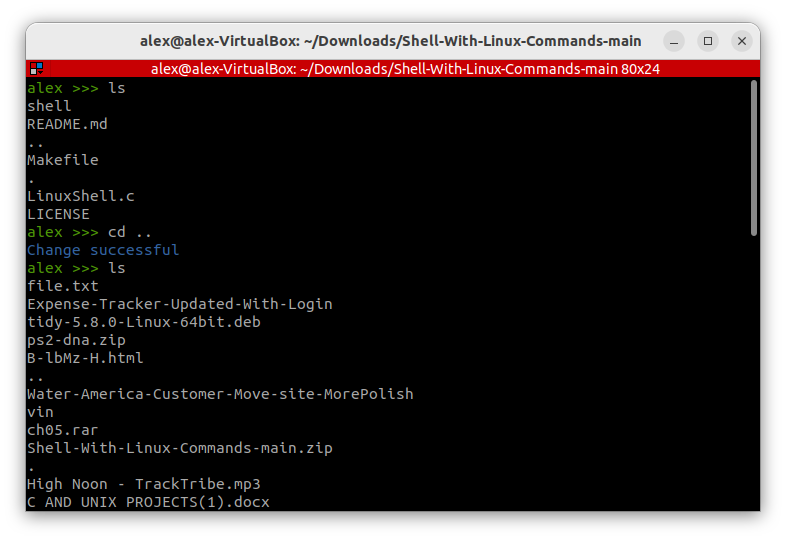 alex@alex-VirtualBox: ~/Downloads/Shell-With-Linux-Commands-main
alex@alex-VirtualBox: ~/Downloads/Shell-With-Linux-Commands-main 80x24
alex >>> ls
shell
README.md
..
Makefile
.
LinuxShell.c
LICENSE
alex >>> cd ..
Change successful
alex >>> ls
file.txt
Expense-Tracker-Updated-With-Login
tidy-5.8.0-Linux-64bit.deb
ps2-dna.zip
B-lbMz-H.html
..
Water-America-Customer-Move-site-MorePolish
vin
ch05.rar
Shell-With-Linux-Commands-main.zip
.
High Noon - TrackTribe.mp3
C AND UNIX PROJECTS(1).docx